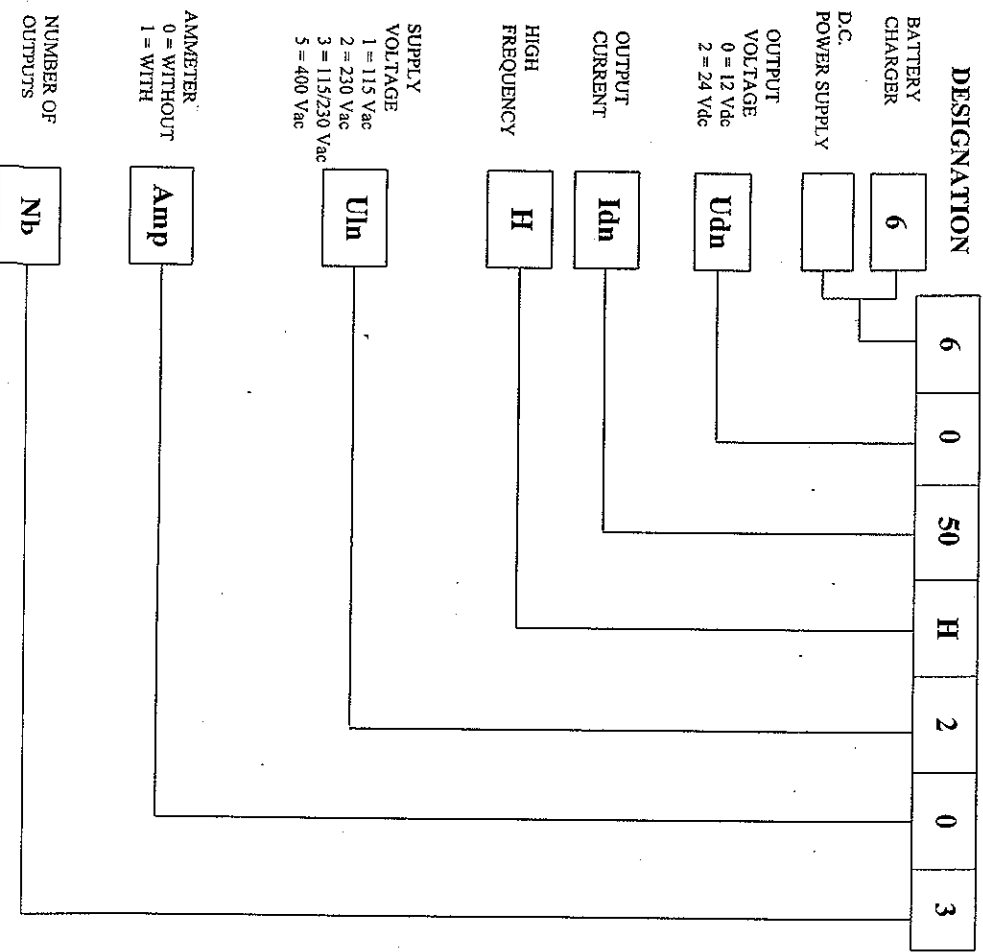 DESIGNATION
6 0 50 H 2 0 3
BATTERY
CHARGER
6
D.C.
POWER SUPPLY
OUTPUT
VOLTAGE
0 = 12 Vdc
2 = 24 Vdc
Udn
OUTPUT
CURRENT
Idn
HIGH
FREQUENCY
H
SUPPLY
VOLTAGE
1 = 115 Vac
2 = 230 Vac
3 = 115/230 Vac
5 = 400 Vac
Uln
AMMETER
0 = WITHOUT
1 = WITH
Amp
NUMBER OF
OUTPUTS
Nb